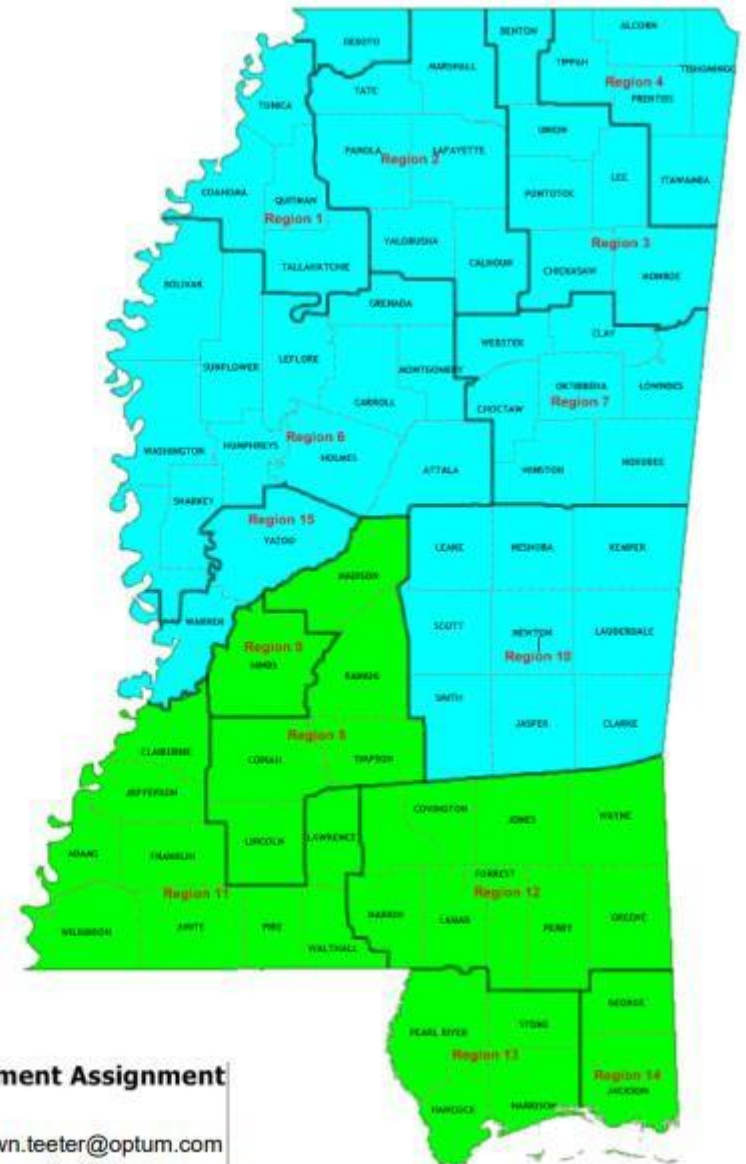 DESOTO
BENTON
ALCORN
MARSHALL
TIPPAH
TISHOMINGO
Region 4
PRENTISS
TATE
TUNICA
UNION
PANOLA
Region 2
LAFAYETTE
LEE
ITAWAMBA
COAHOMA
QUITMAN
PONTOTOC
Region 1
YALOBUSHA
Region 3
TALLAHATCHIE
CALHOUN
CHICKASAW
MONROE
BOLIVAR
GRENADA
CLAY
WEBSTER
SUNFLOWER
LEFLORE
MONTGOMERY
OKTIBBEHA
LOWNDES
CARROLL
CHOCTAW
Region 7
WASHINGTON
HUMPHREYS
Region 6
HOLMES
ATTALA
WINSTON
NOXUBEE
SHARKEY
Region 15
YAZOO
LEAKE
NESHOBA
KEMPER
MADISON
WARREN
SCOTT
NEWTON
LAUDERDALE
Region 9
HINDS
Region 10
RANKIN
SMITH
JASPER
CLARKE
Region 8
CLAIBORNE
COPIAH
SIMPSON
JEFFERSON
COVINGTON
JONES
WAYNE
LINCOLN
LAWRENCE
ADAMS
FRANKLIN
FORREST
Region 11
Region 12
MARION
LAMAR
PERRY
GREENE
WILKINSON
AMITE
PIKE
WALTHALL
GEORGE
PEARL RIVER
STONE
Region 13
Region 14
JACKSON
HANCOCK
HARRISON
ment Assignment
wn.teeter@optum.com